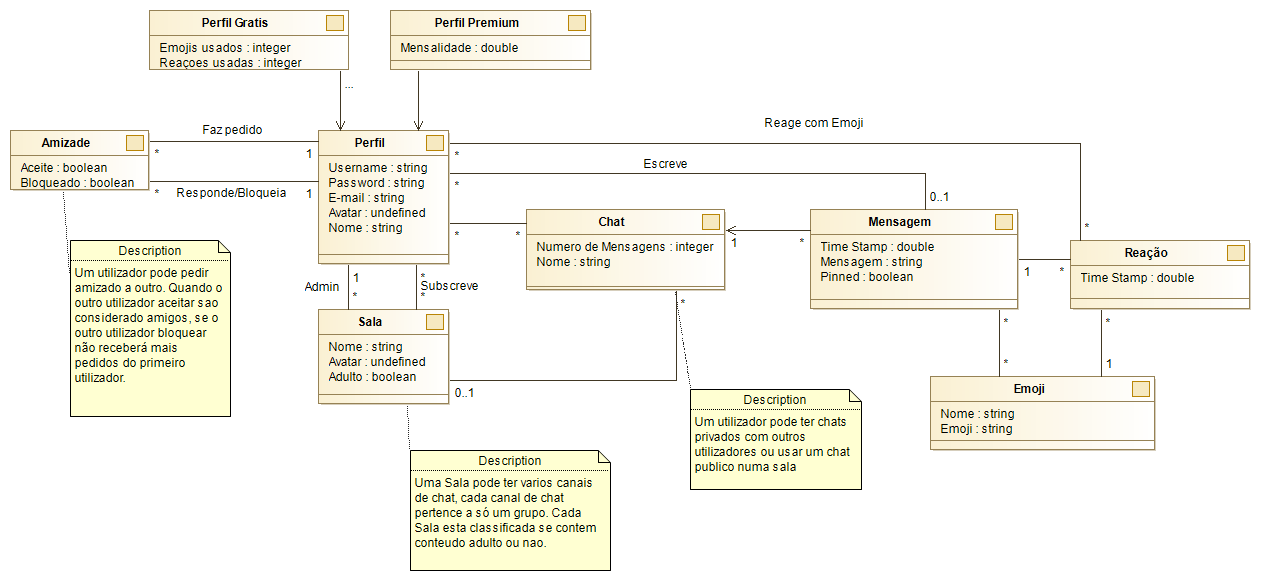 Perfil Gratis
Emojis usados : integer
Reaçoes usadas : integer
Perfil Premium
Mensalidade : double
...
Amizade
Aceite : boolean
Bloqueado : boolean
Faz pedido
*
1
Responde/Bloqueia
*
1
Perfil
Username : string
Password : string
E-mail : string
Avatar : undefined
Nome : string
Reage com Emoji
*
*
Escreve
*
0..1
*
*
Chat
Numero de Mensagens : integer
Nome : string
1
*
Mensagem
Time Stamp : double
Mensagem : string
Pinned : boolean
1
*
Reação
Time Stamp : double
Description
Um utilizador pode pedir
amizado a outro. Quando o
outro utilizador aceitar sao
considerado amigos, se o
outro utilizador bloquear
não receberá mais
pedidos do primeiro
utilizador.
Admin
1
*
Subscreve
*
*
Sala
Nome : string
Avatar : undefined
Adulto : boolean
0..1
*
*
*
*
1
Emoji
Nome : string
Emoji : string
Description
Um utilizador pode ter chats
privados com outros
utilizadores ou usar um chat
publico numa sala
Description
Uma Sala pode ter varios canais
de chat, cada canal de chat
pertence a só um grupo. Cada
Sala esta classificada se contem
conteudo adulto ou nao.